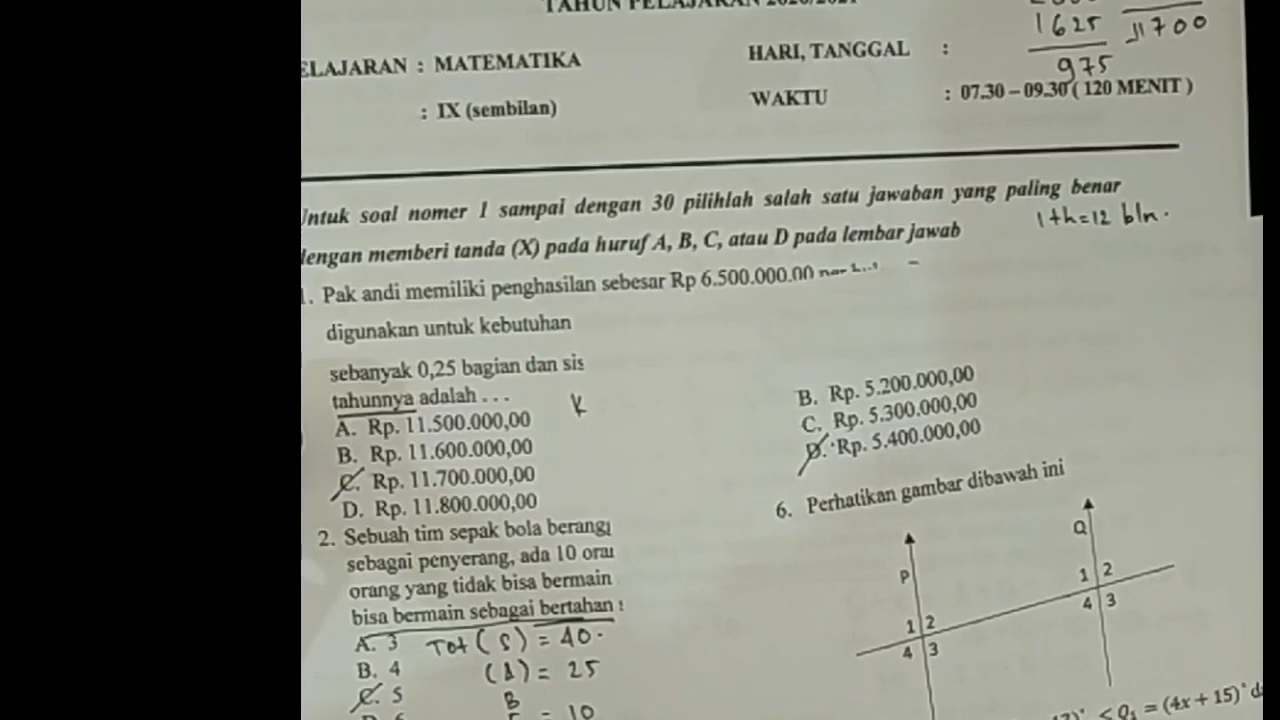 TAHUN PELAJARAN 2020/2021
1625
11700
975
ELAJARAN : MATEMATIKA
HARI, TANGGAL :
: IX (sembilan)
WAKTU : 07.30 – 09.30 ( 120 MENIT )
Untuk soal nomer 1 sampai dengan 30 pilihlah salah satu jawaban yang paling benar
dengan memberi tanda (X) pada huruf A, B, C, atau D pada lembar jawab
1 th = 12 bln.
1. Pak andi memiliki penghasilan sebesar Rp 6.500.000.00
digunakan untuk kebutuhan
sebanyak 0,25 bagian dan sis
tahunnya adalah . . .
A. Rp. 11.500.000,00
B. Rp. 11.600.000,00
C. Rp. 11.700.000,00
D. Rp. 11.800.000,00
2. Sebuah tim sepak bola berangg
sebagai penyerang, ada 10 oran
orang yang tidak bisa bermain
bisa bermain sebagai bertahan
A. 3
Tot (S) = 40.
B. 4
(A) = 25
C. 5
B
= 10
B. Rp. 5.200.000,00
C. Rp. 5.300.000,00
D. Rp. 5.400.000,00
6. Perhatikan gambar dibawah ini
P
Q
1 2
4 3
1 2
4 3
= (4x + 15)°